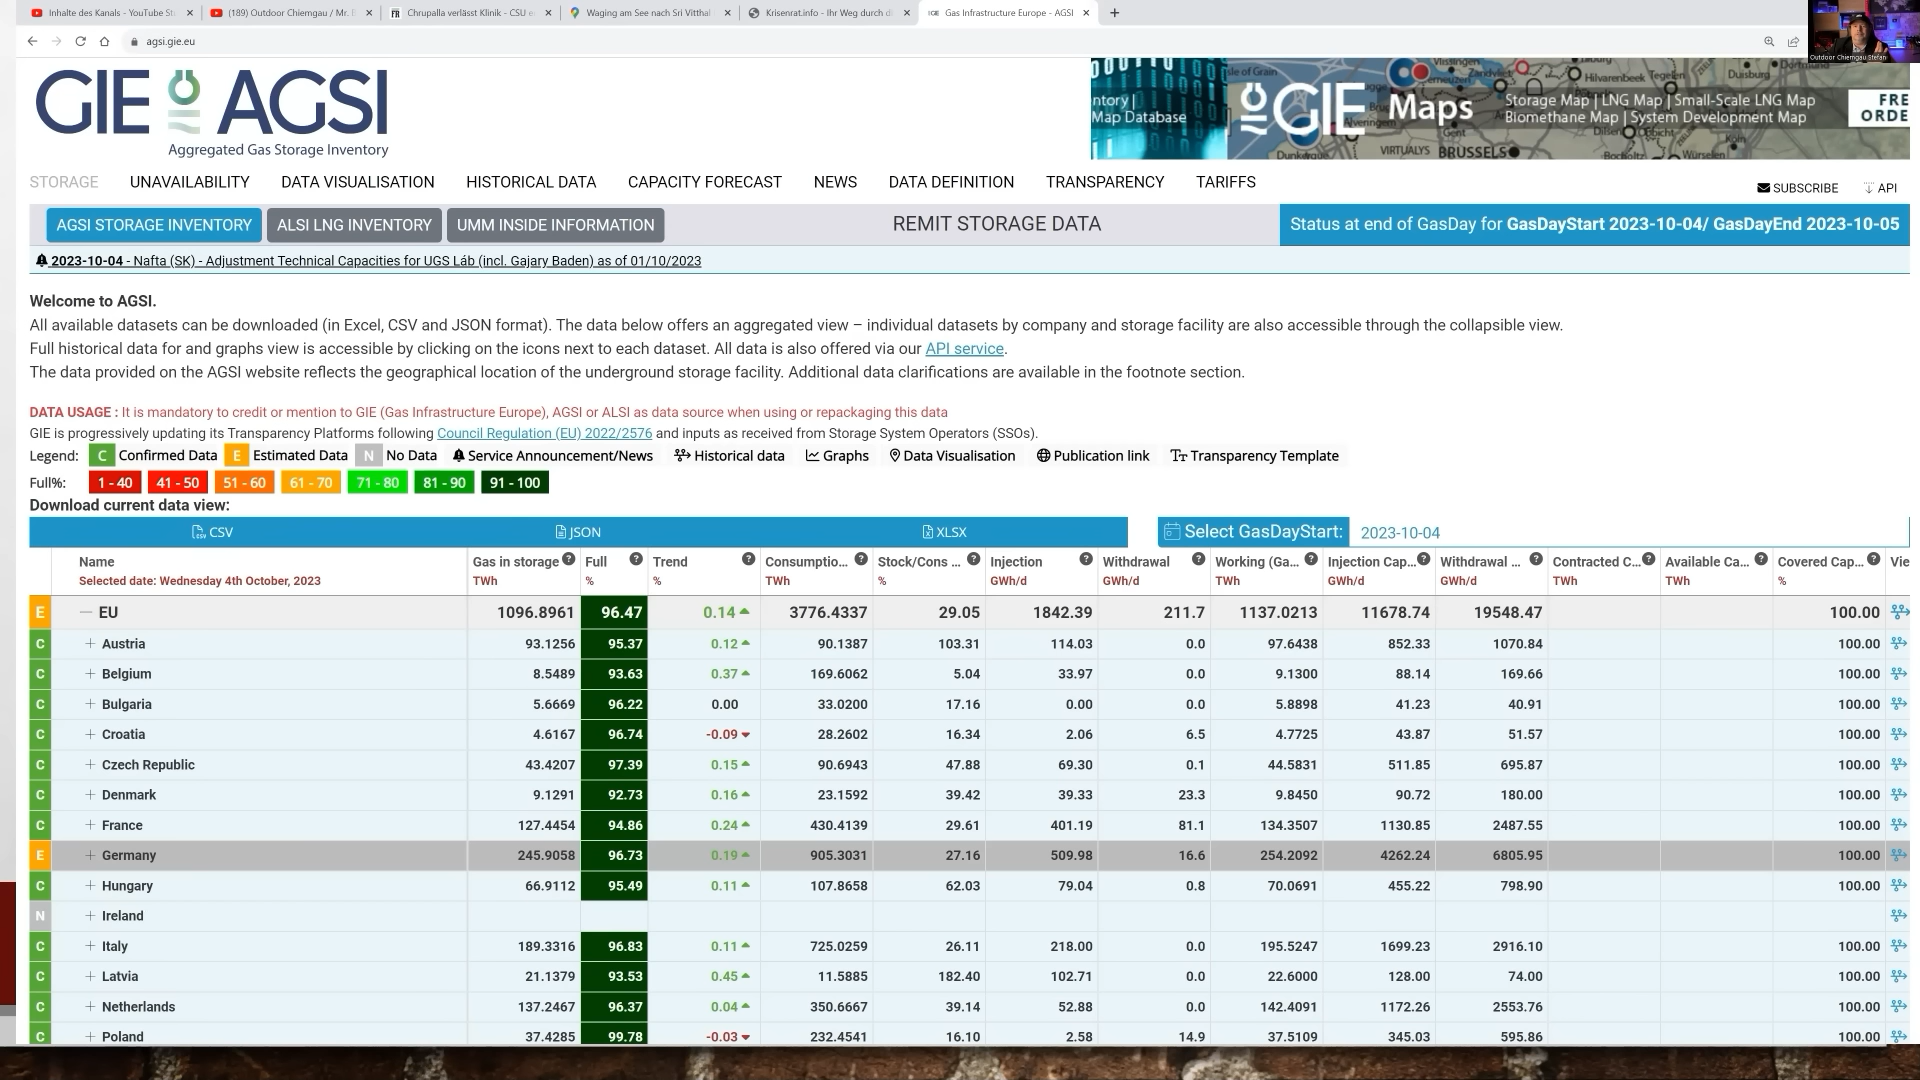 Inhalte des Kanals - YouTube St
(189) Outdoor Chiemgau / Mr. E
Chrupalla verlässt Klinik - CSU e
Waging am See nach Sri Vitthal
Krisenrat.info - Ihr Weg durch d
Gas Infrastructure Europe - AGSI
agsi.gie.eu
Outdoor Chiemgau Stefan
GIE AGSI
Aggregated Gas Storage Inventory
ntory |
Map Database
GIE Maps
Storage Map | LNG Map | Small-Scale LNG Map
Biomethane Map | System Development Map
FRE
ORDE
Isle of Grain
Vlissingen
Zandvliet
Hilvarenbeek
Tegelen
Duisburg
Gent
Dilsen
Köln
Dunkerque
VIRTUALYS
BRUSSELS
Bocholtz
Würselen
STORAGE UNAVAILABILITY DATA VISUALISATION HISTORICAL DATA CAPACITY FORECAST NEWS DATA DEFINITION TRANSPARENCY TARIFFS
SUBSCRIBE API
AGSI STORAGE INVENTORY ALSI LNG INVENTORY UMM INSIDE INFORMATION REMIT STORAGE DATA Status at end of GasDay for GasDayStart 2023-10-04/ GasDayEnd 2023-10-05
2023-10-04 - Nafta (SK) - Adjustment Technical Capacities for UGS Láb (incl. Gajary Baden) as of 01/10/2023
Welcome to AGSI.
All available datasets can be downloaded (in Excel, CSV and JSON format). The data below offers an aggregated view – individual datasets by company and storage facility are also accessible through the collapsible view.
Full historical data for and graphs view is accessible by clicking on the icons next to each dataset. All data is also offered via our API service.
The data provided on the AGSI website reflects the geographical location of the underground storage facility. Additional data clarifications are available in the footnote section.
DATA USAGE : It is mandatory to credit or mention to GIE (Gas Infrastructure Europe), AGSI or ALSI as data source when using or repackaging this data
GIE is progressively updating its Transparency Platforms following Council Regulation (EU) 2022/2576 and inputs as received from Storage System Operators (SSOs).
Legend: C Confirmed Data E Estimated Data N No Data Service Announcement/News Historical data Graphs Data Visualisation Publication link Transparency Template
Full%: 1 - 40 41 - 50 51 - 60 61 - 70 71 - 80 81 - 90 91 - 100
Download current data view:
CSV JSON XLSX Select GasDayStart: 2023-10-04
Name Gas in storage Full Trend Consumptio... Stock/Cons ... Injection Withdrawal Working (Ga... Injection Cap... Withdrawal ... Contracted C... Available Ca... Covered Cap... Vie
Selected date: Wednesday 4th October, 2023 TWh % % TWh % GWh/d GWh/d TWh GWh/d GWh/d TWh TWh %
E — EU 1096.8961 96.47 0.14 3776.4337 29.05 1842.39 211.7 1137.0213 11678.74 19548.47 100.00
C + Austria 93.1256 95.37 0.12 90.1387 103.31 114.03 0.0 97.6438 852.33 1070.84 100.00
C + Belgium 8.5489 93.63 0.37 169.6062 5.04 33.97 0.0 9.1300 88.14 169.66 100.00
C + Bulgaria 5.6669 96.22 0.00 33.0200 17.16 0.00 0.0 5.8898 41.23 40.91 100.00
C + Croatia 4.6167 96.74 -0.09 28.2602 16.34 2.06 6.5 4.7725 43.87 51.57 100.00
C + Czech Republic 43.4207 97.39 0.15 90.6943 47.88 69.30 0.1 44.5831 511.85 695.87 100.00
C + Denmark 9.1291 92.73 0.16 23.1592 39.42 39.33 23.3 9.8450 90.72 180.00 100.00
C + France 127.4454 94.86 0.24 430.4139 29.61 401.19 81.1 134.3507 1130.85 2487.55 100.00
E + Germany 245.9058 96.73 0.19 905.3031 27.16 509.98 16.6 254.2092 4262.24 6805.95 100.00
C + Hungary 66.9112 95.49 0.11 107.8658 62.03 79.04 0.8 70.0691 455.22 798.90 100.00
N + Ireland
C + Italy 189.3316 96.83 0.11 725.0259 26.11 218.00 0.0 195.5247 1699.23 2916.10 100.00
C + Latvia 21.1379 93.53 0.45 11.5885 182.40 102.71 0.0 22.6000 128.00 74.00 100.00
C + Netherlands 137.2467 96.37 0.04 350.6667 39.14 52.88 0.0 142.4091 1172.26 2553.76 100.00
C + Poland 37.4285 99.78 -0.03 232.4541 16.10 2.58 14.9 37.5109 345.03 595.86 100.00